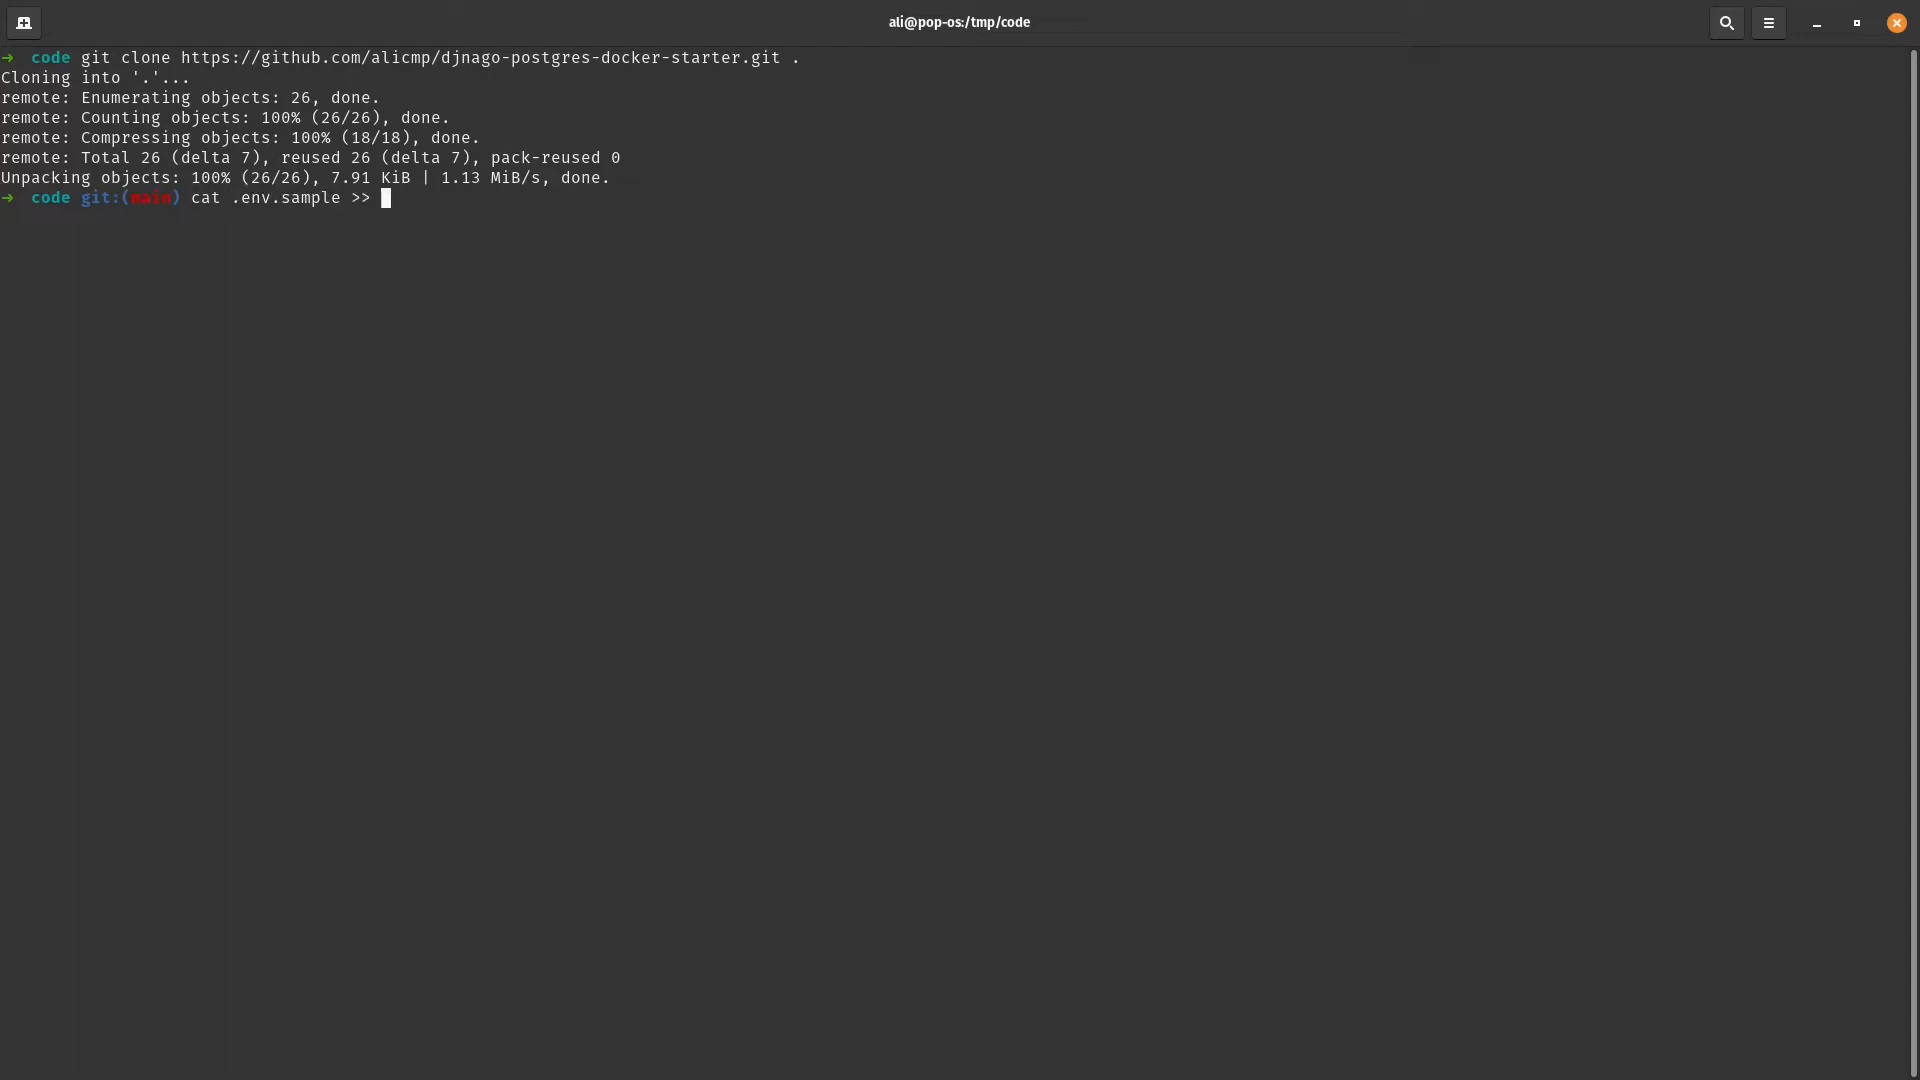 ali@pop-os:/tmp/code
➜  code git clone https://github.com/alicmp/djnago-postgres-docker-starter.git .
Cloning into '.'...
remote: Enumerating objects: 26, done.
remote: Counting objects: 100% (26/26), done.
remote: Compressing objects: 100% (18/18), done.
remote: Total 26 (delta 7), reused 26 (delta 7), pack-reused 0
Unpacking objects: 100% (26/26), 7.91 KiB | 1.13 MiB/s, done.
➜  code git:(main) cat .env.sample >>